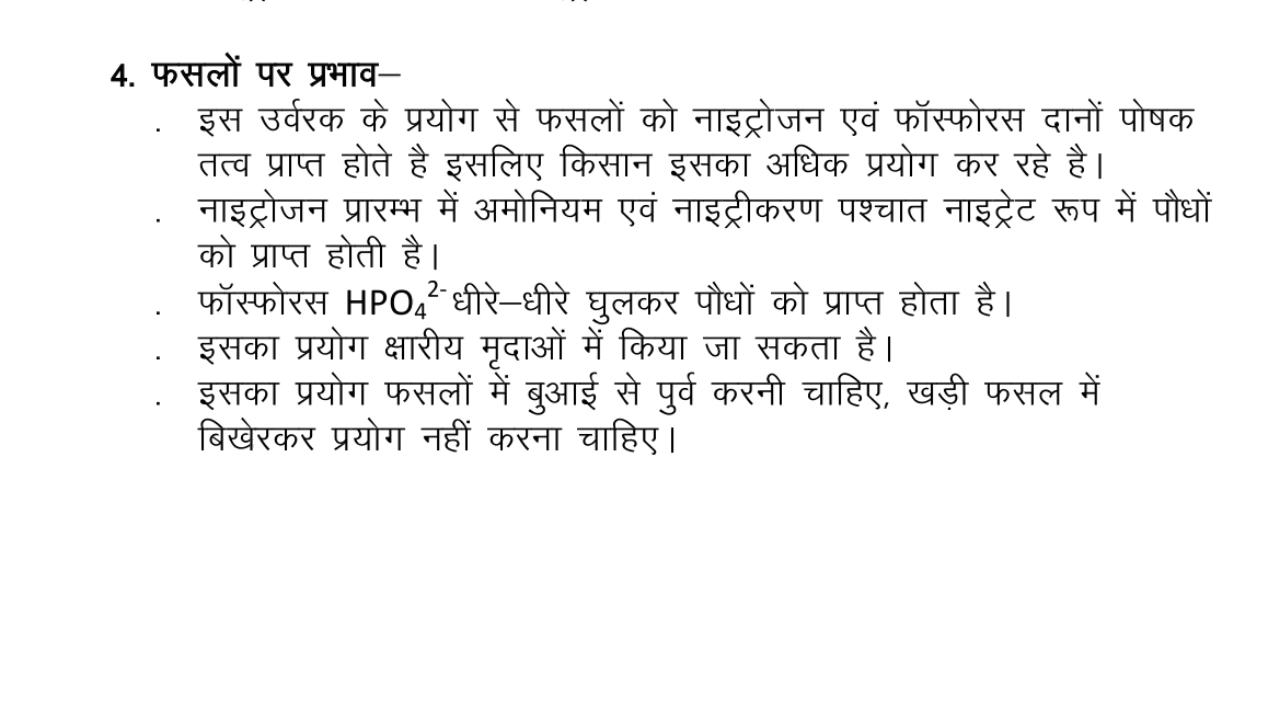 4. फसलों पर प्रभाव–
. इस उर्वरक के प्रयोग से फसलों को नाइट्रोजन एवं फॉस्फोरस दानों पोषक
तत्व प्राप्त होते है इसलिए किसान इसका अधिक प्रयोग कर रहे है।
. नाइट्रोजन प्रारम्भ में अमोनियम एवं नाइट्रीकरण पश्चात नाइट्रेट रूप में पौधों
को प्राप्त होती है।
. फॉस्फोरस HPO₄²⁻ धीरे–धीरे घुलकर पौधों को प्राप्त होता है।
. इसका प्रयोग क्षारीय मृदाओं में किया जा सकता है।
. इसका प्रयोग फसलों में बुआई से पुर्व करनी चाहिए, खड़ी फसल में
बिखेरकर प्रयोग नहीं करना चाहिए।